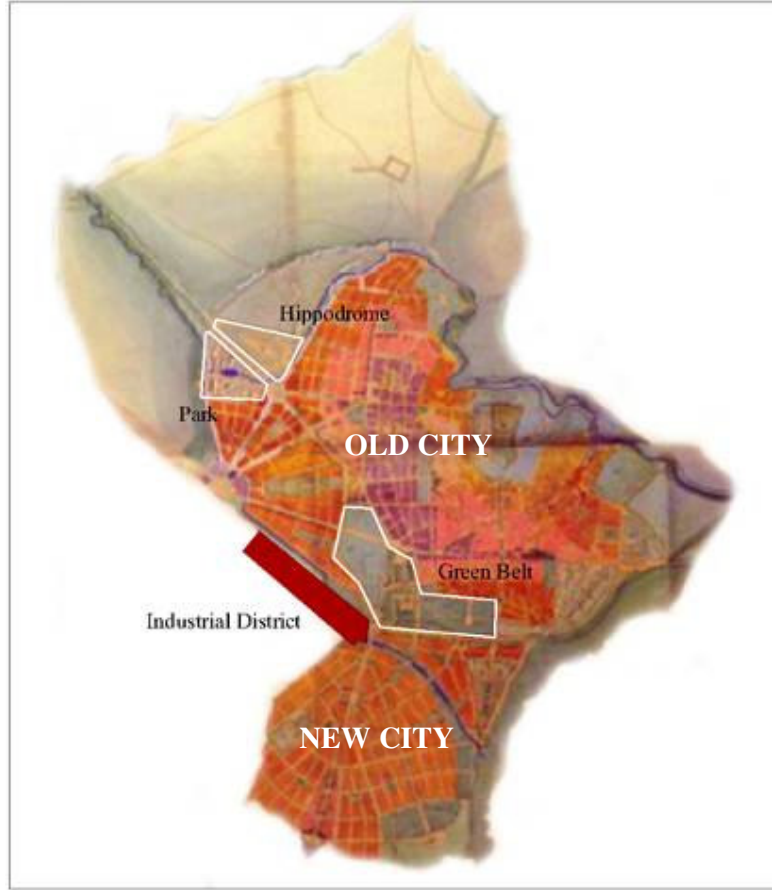 Hippodrome
Park
OLD CITY
Green Belt
Industrial District
NEW CITY